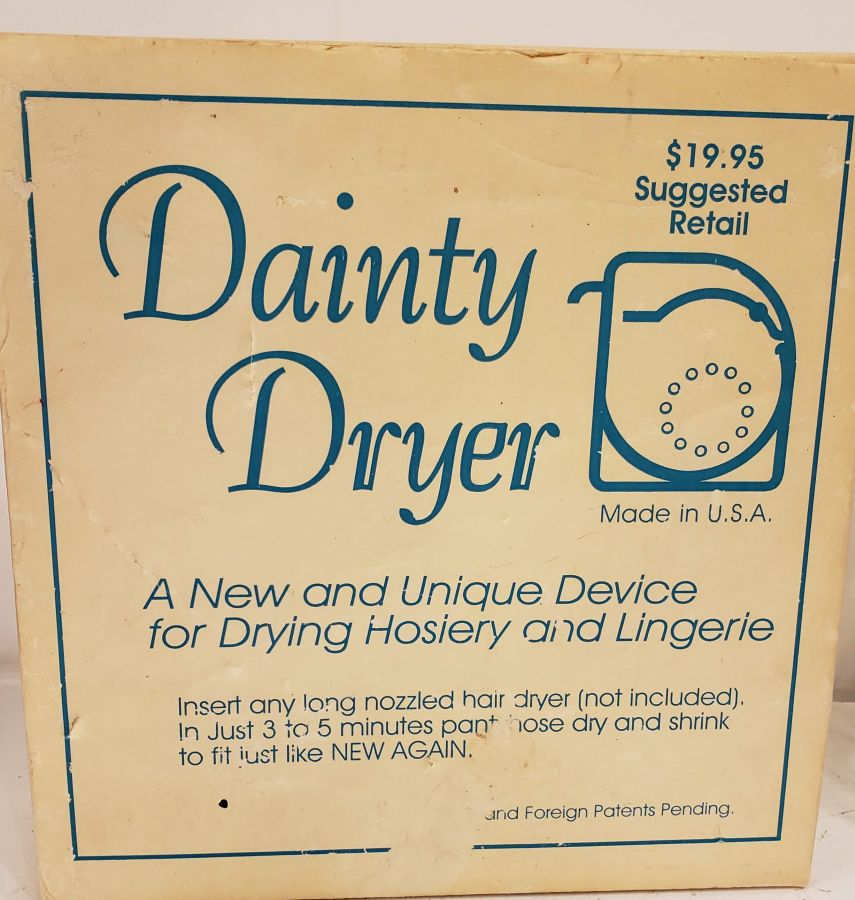 $19.95
Suggested
Retail
Dainty
Dryer
Made in U.S.A.
A New and Unique Device
for Drying Hosiery and Lingerie
Insert any long nozzled hair dryer (not included).
In Just 3 to 5 minutes panty hose dry and shrink
to fit just like NEW AGAIN.
and Foreign Patents Pending.